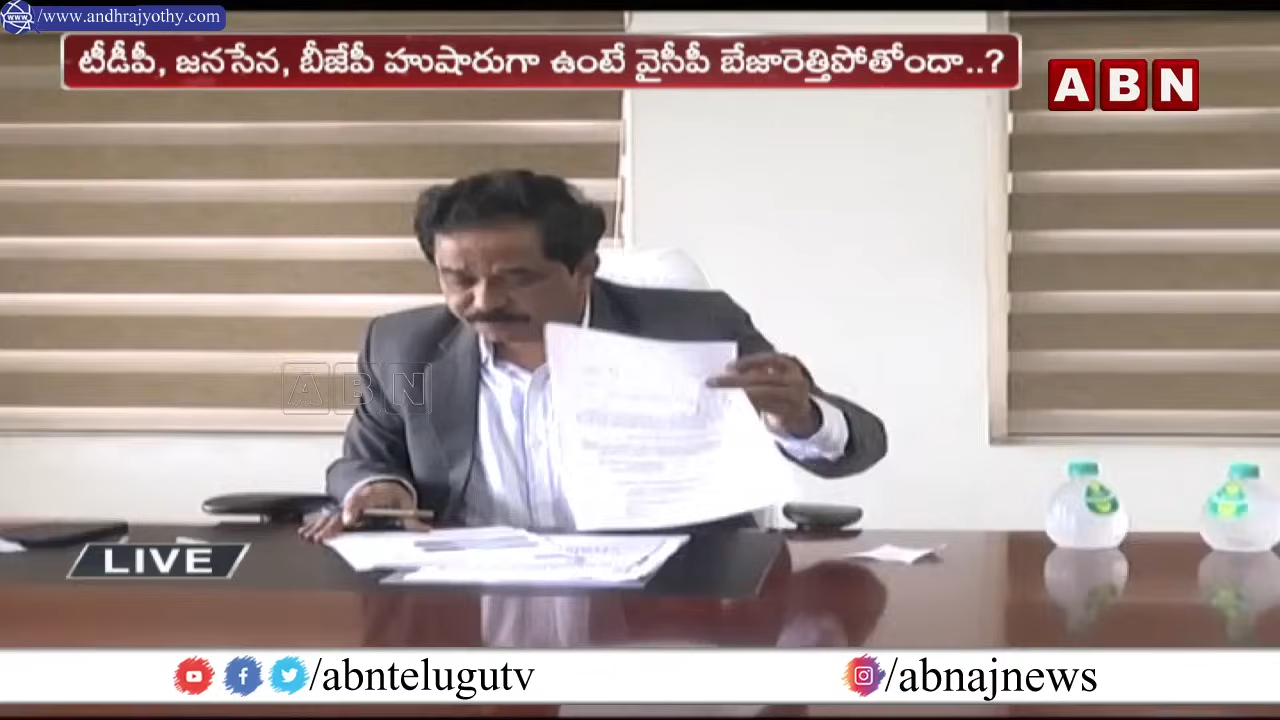 ://www.andhrajyothy.com/
టీడీపీ, జనసేన, బీజేపీ హుషారుగా ఉంటే వైసీపీ బేజారెత్తిపోతోందా..?
ABN
ABN
LIVE
/abntelugutv
/abnajnews